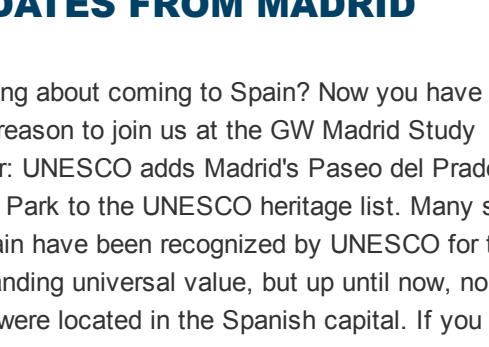 DATES FROM MADRID
ng about coming to Spain? Now you have
reason to join us at the GW Madrid Study
r: UNESCO adds Madrid's Paseo del Prado
Park to the UNESCO heritage list. Many s
ain have been recognized by UNESCO for t
anding universal value, but up until now, no
were located in the Spanish capital. If you